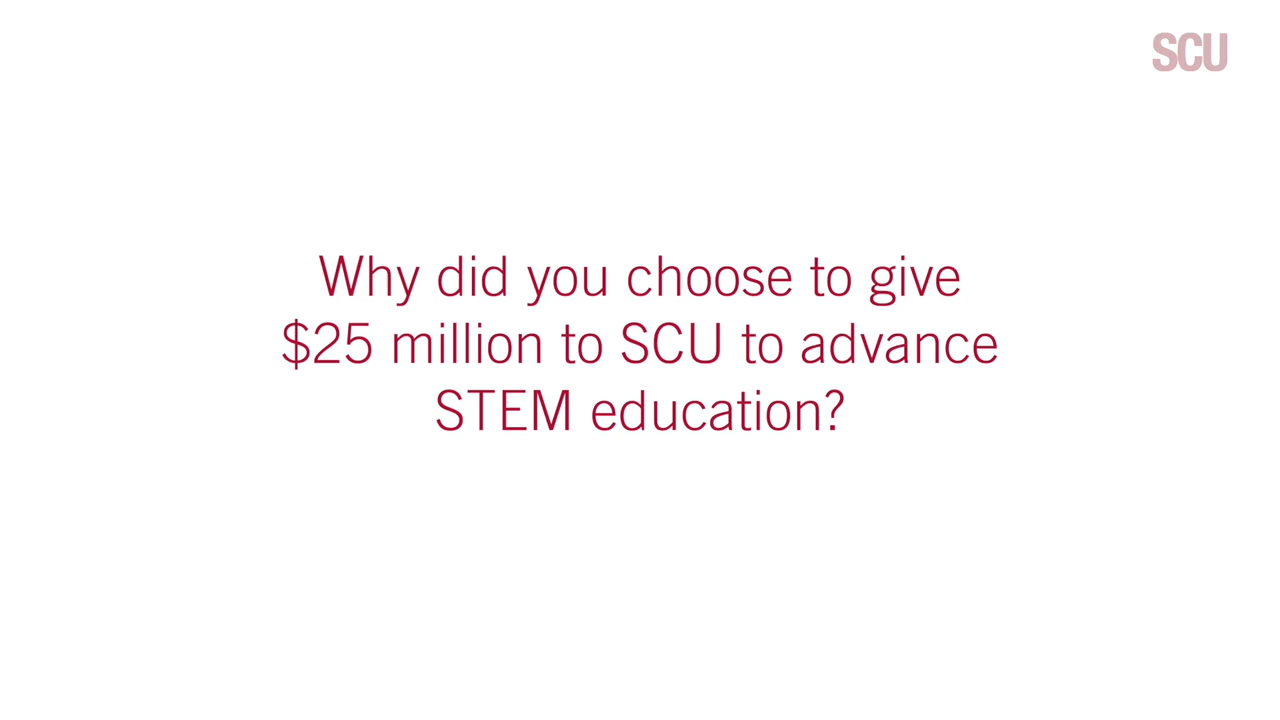 SCU
Why did you choose to give
$25 million to SCU to advance
STEM education?